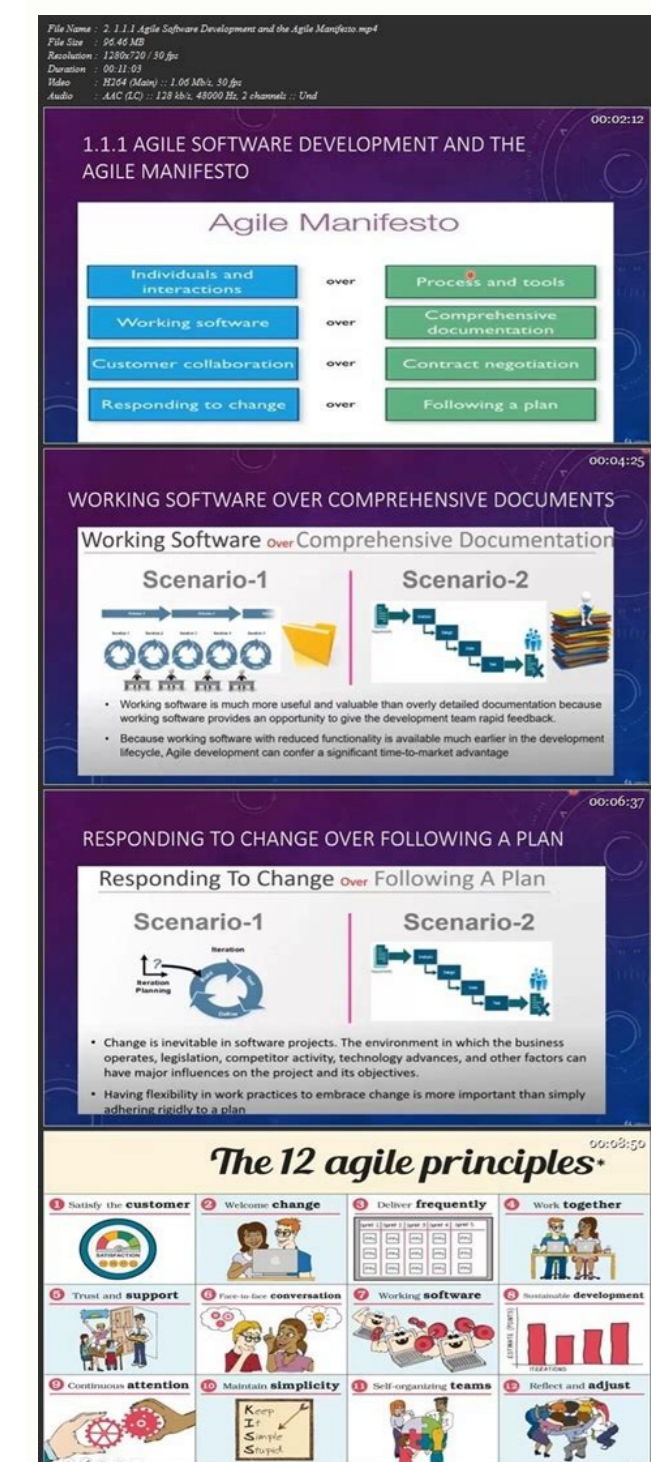 File Name : 2. 1.1.1 Agile Software Development and the Agile Manifesto.mp4
File Size : 96.46 MB
Resolution : 1280x720 / 30 fps
Duration : 00:11:03
Video : H264 (Main) :: 1.06 Mb/s, 30 fps
Audio : AAC (LC) :: 128 kb/s, 48000 Hz, 2 channels :: Und
00:02:12
1.1.1 AGILE SOFTWARE DEVELOPMENT AND THE
AGILE MANIFESTO
Agile Manifesto
Individuals and
interactions
over
Process and tools
Working software
over
Comprehensive
documentation
Customer collaboration
over
Contract negotiation
Responding to change
over
Following a plan
00:04:25
WORKING SOFTWARE OVER COMPREHENSIVE DOCUMENTS
Working Software Over Comprehensive Documentation
Scenario-1
Scenario-2
• Working software is much more useful and valuable than overly detailed documentation because
working software provides an opportunity to give the development team rapid feedback.
• Because working software with reduced functionality is available much earlier in the development
lifecycle, Agile development can confer a significant time-to-market advantage
00:06:37
RESPONDING TO CHANGE OVER FOLLOWING A PLAN
Responding To Change Over Following A Plan
Scenario-1
Scenario-2
Iteration
?
Iteration
Planning
Deliver
• Change is inevitable in software projects. The environment in which the business
operates, legislation, competitor activity, technology advances, and other factors can
have major influences on the project and its objectives.
• Having flexibility in work practices to embrace change is more important than simply
adhering rigidly to a plan
00:08:50
The 12 agile principles*
1 Satisfy the customer
2 Welcome change
3 Deliver frequently
4 Work together
SATISFACTION
5 Trust and support
6 Face-to-face conversation
7 Working software
8 Sustainable development
ESTIMATE (POINTS)
ITERATIONS
9 Continuous attention
10 Maintain simplicity
11 Self-organizing teams
12 Reflect and adjust
Keep
It
Simple
Stupid